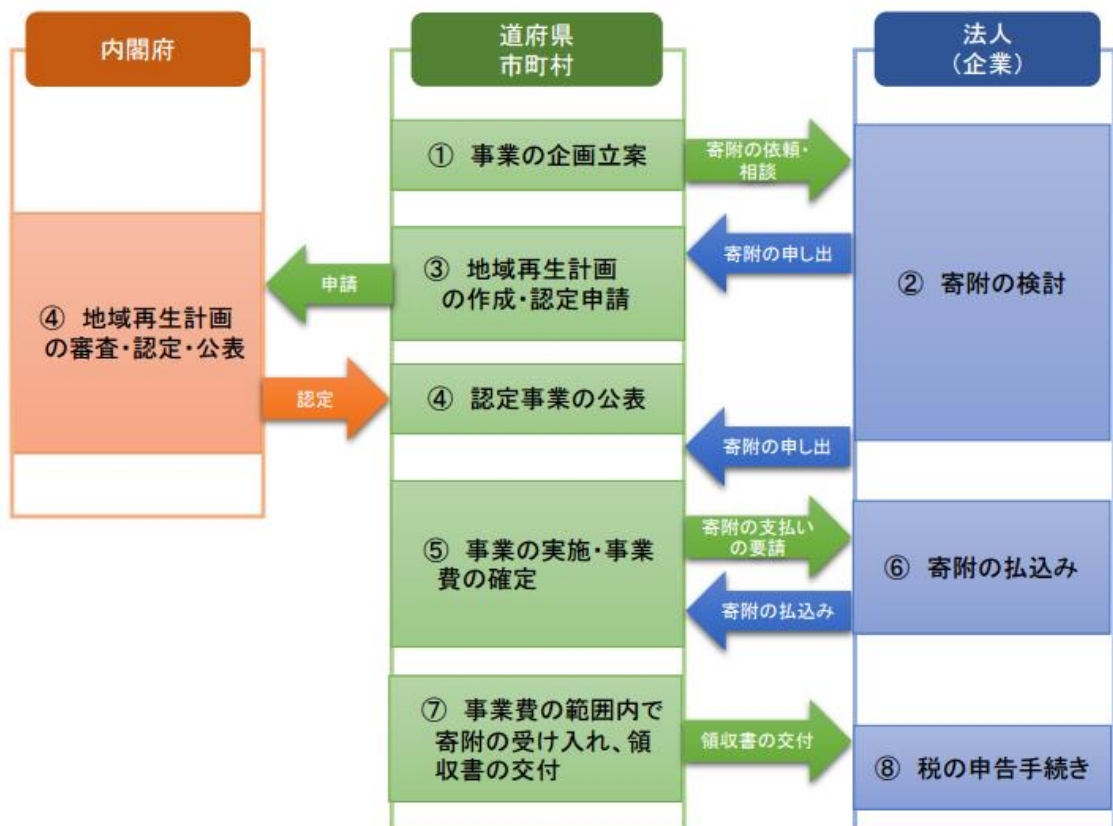 内閣府
道府県
市町村
法人
(企業)
① 事業の企画立案
寄附の依頼・
相談
② 寄附の検討
寄附の申し出
③ 地域再生計画
の作成・認定申請
申請
④ 地域再生計画
の審査・認定・公表
認定
④ 認定事業の公表
寄附の申し出
⑤ 事業の実施・事業
費の確定
寄附の支払い
の要請
⑥ 寄附の払込み
寄附の払込み
⑦ 事業費の範囲内で
寄附の受け入れ、領
収書の交付
領収書の交付
⑧ 税の申告手続き